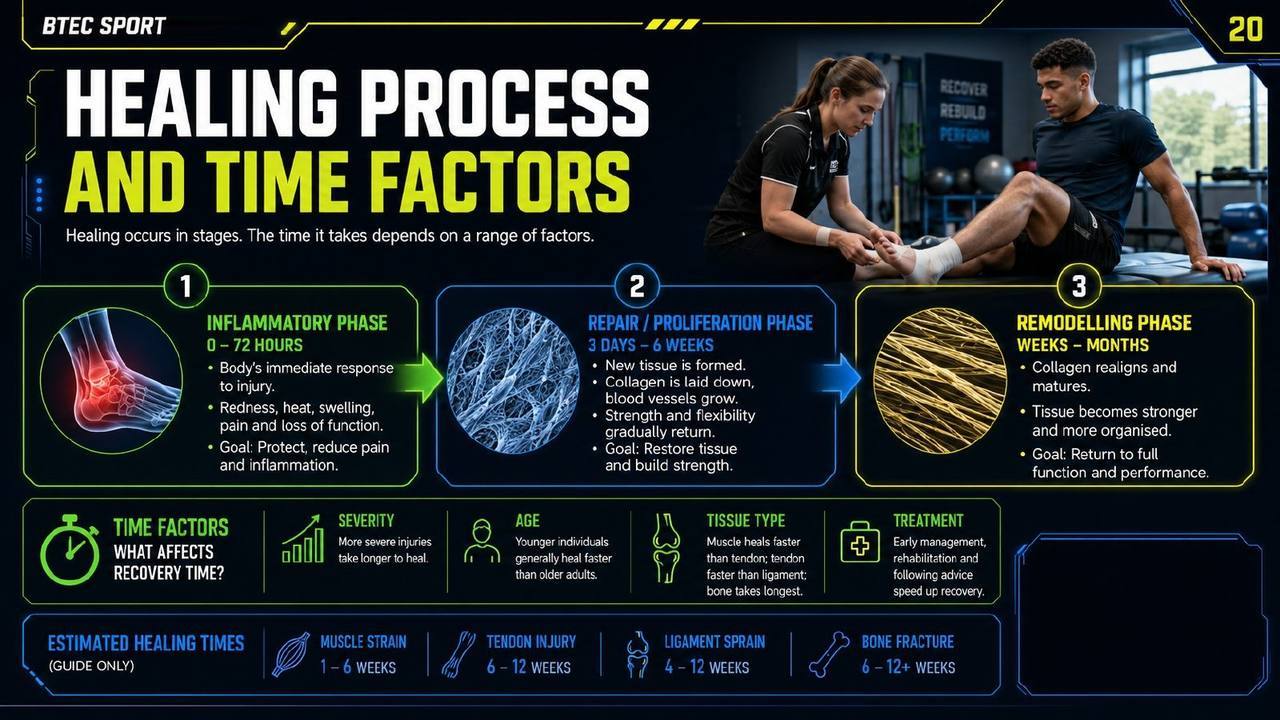 BTEC SPORT
20
HEALING PROCESS
AND TIME FACTORS
Healing occurs in stages. The time it takes depends on a range of factors.
RECOVER
REBUILD
PERFORM
1
INFLAMMATORY PHASE
0 – 72 HOURS
• Body's immediate response
to injury.
• Redness, heat, swelling,
pain and loss of function.
• Goal: Protect, reduce pain
and inflammation.
2
REPAIR / PROLIFERATION PHASE
3 DAYS – 6 WEEKS
• New tissue is formed.
• Collagen is laid down,
blood vessels grow.
• Strength and flexibility
gradually return.
• Goal: Restore tissue
and build strength.
3
REMODELLING PHASE
WEEKS – MONTHS
• Collagen realigns and
matures.
• Tissue becomes stronger
and more organised.
• Goal: Return to full
function and performance.
TIME FACTORS
WHAT AFFECTS
RECOVERY TIME?
SEVERITY
More severe injuries
take longer to heal.
AGE
Younger individuals
generally heal faster
than older adults.
TISSUE TYPE
Muscle heals faster
than tendon; tendon
faster than ligament;
bone takes longest.
TREATMENT
Early management,
rehabilitation and
following advice
speed up recovery.
ESTIMATED HEALING TIMES
(GUIDE ONLY)
MUSCLE STRAIN
1 – 6 WEEKS
TENDON INJURY
6 – 12 WEEKS
LIGAMENT SPRAIN
4 – 12 WEEKS
BONE FRACTURE
6 – 12+ WEEKS